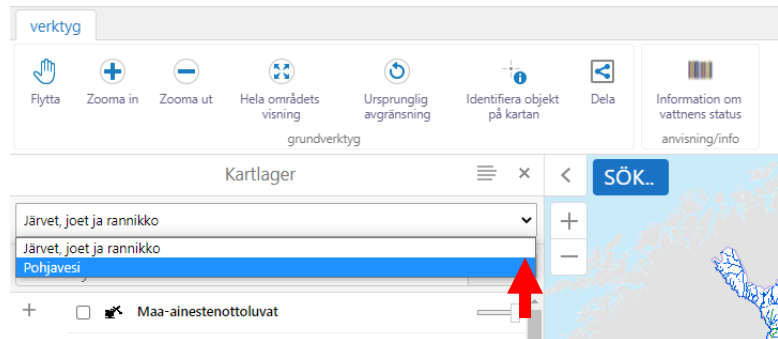 verktyg
Flytta
Zooma in
Zooma ut
Hela områdets
visning
Ursprunglig
avgränsning
Identifiera objekt
på kartan
Dela
Information om
vattnens status
grundverktyg
anvisning/info
Kartlager
SÖK..
Järvet, joet ja rannikko
Järvet, joet ja rannikko
Pohjavesi
Maa-ainestenottoluvat